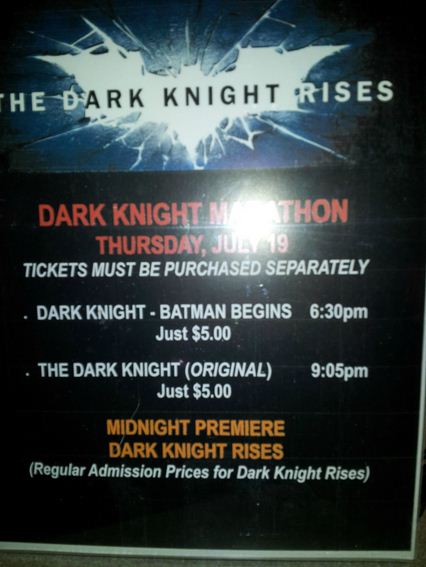 THE DARK KNIGHT RISES
DARK KNIGHT MARATHON
THURSDAY, JULY 19
TICKETS MUST BE PURCHASED SEPARATELY
. DARK KNIGHT - BATMAN BEGINS 6:30pm
Just $5.00
. THE DARK KNIGHT (ORIGINAL) 9:05pm
Just $5.00
MIDNIGHT PREMIERE
DARK KNIGHT RISES
(Regular Admission Prices for Dark Knight Rises)